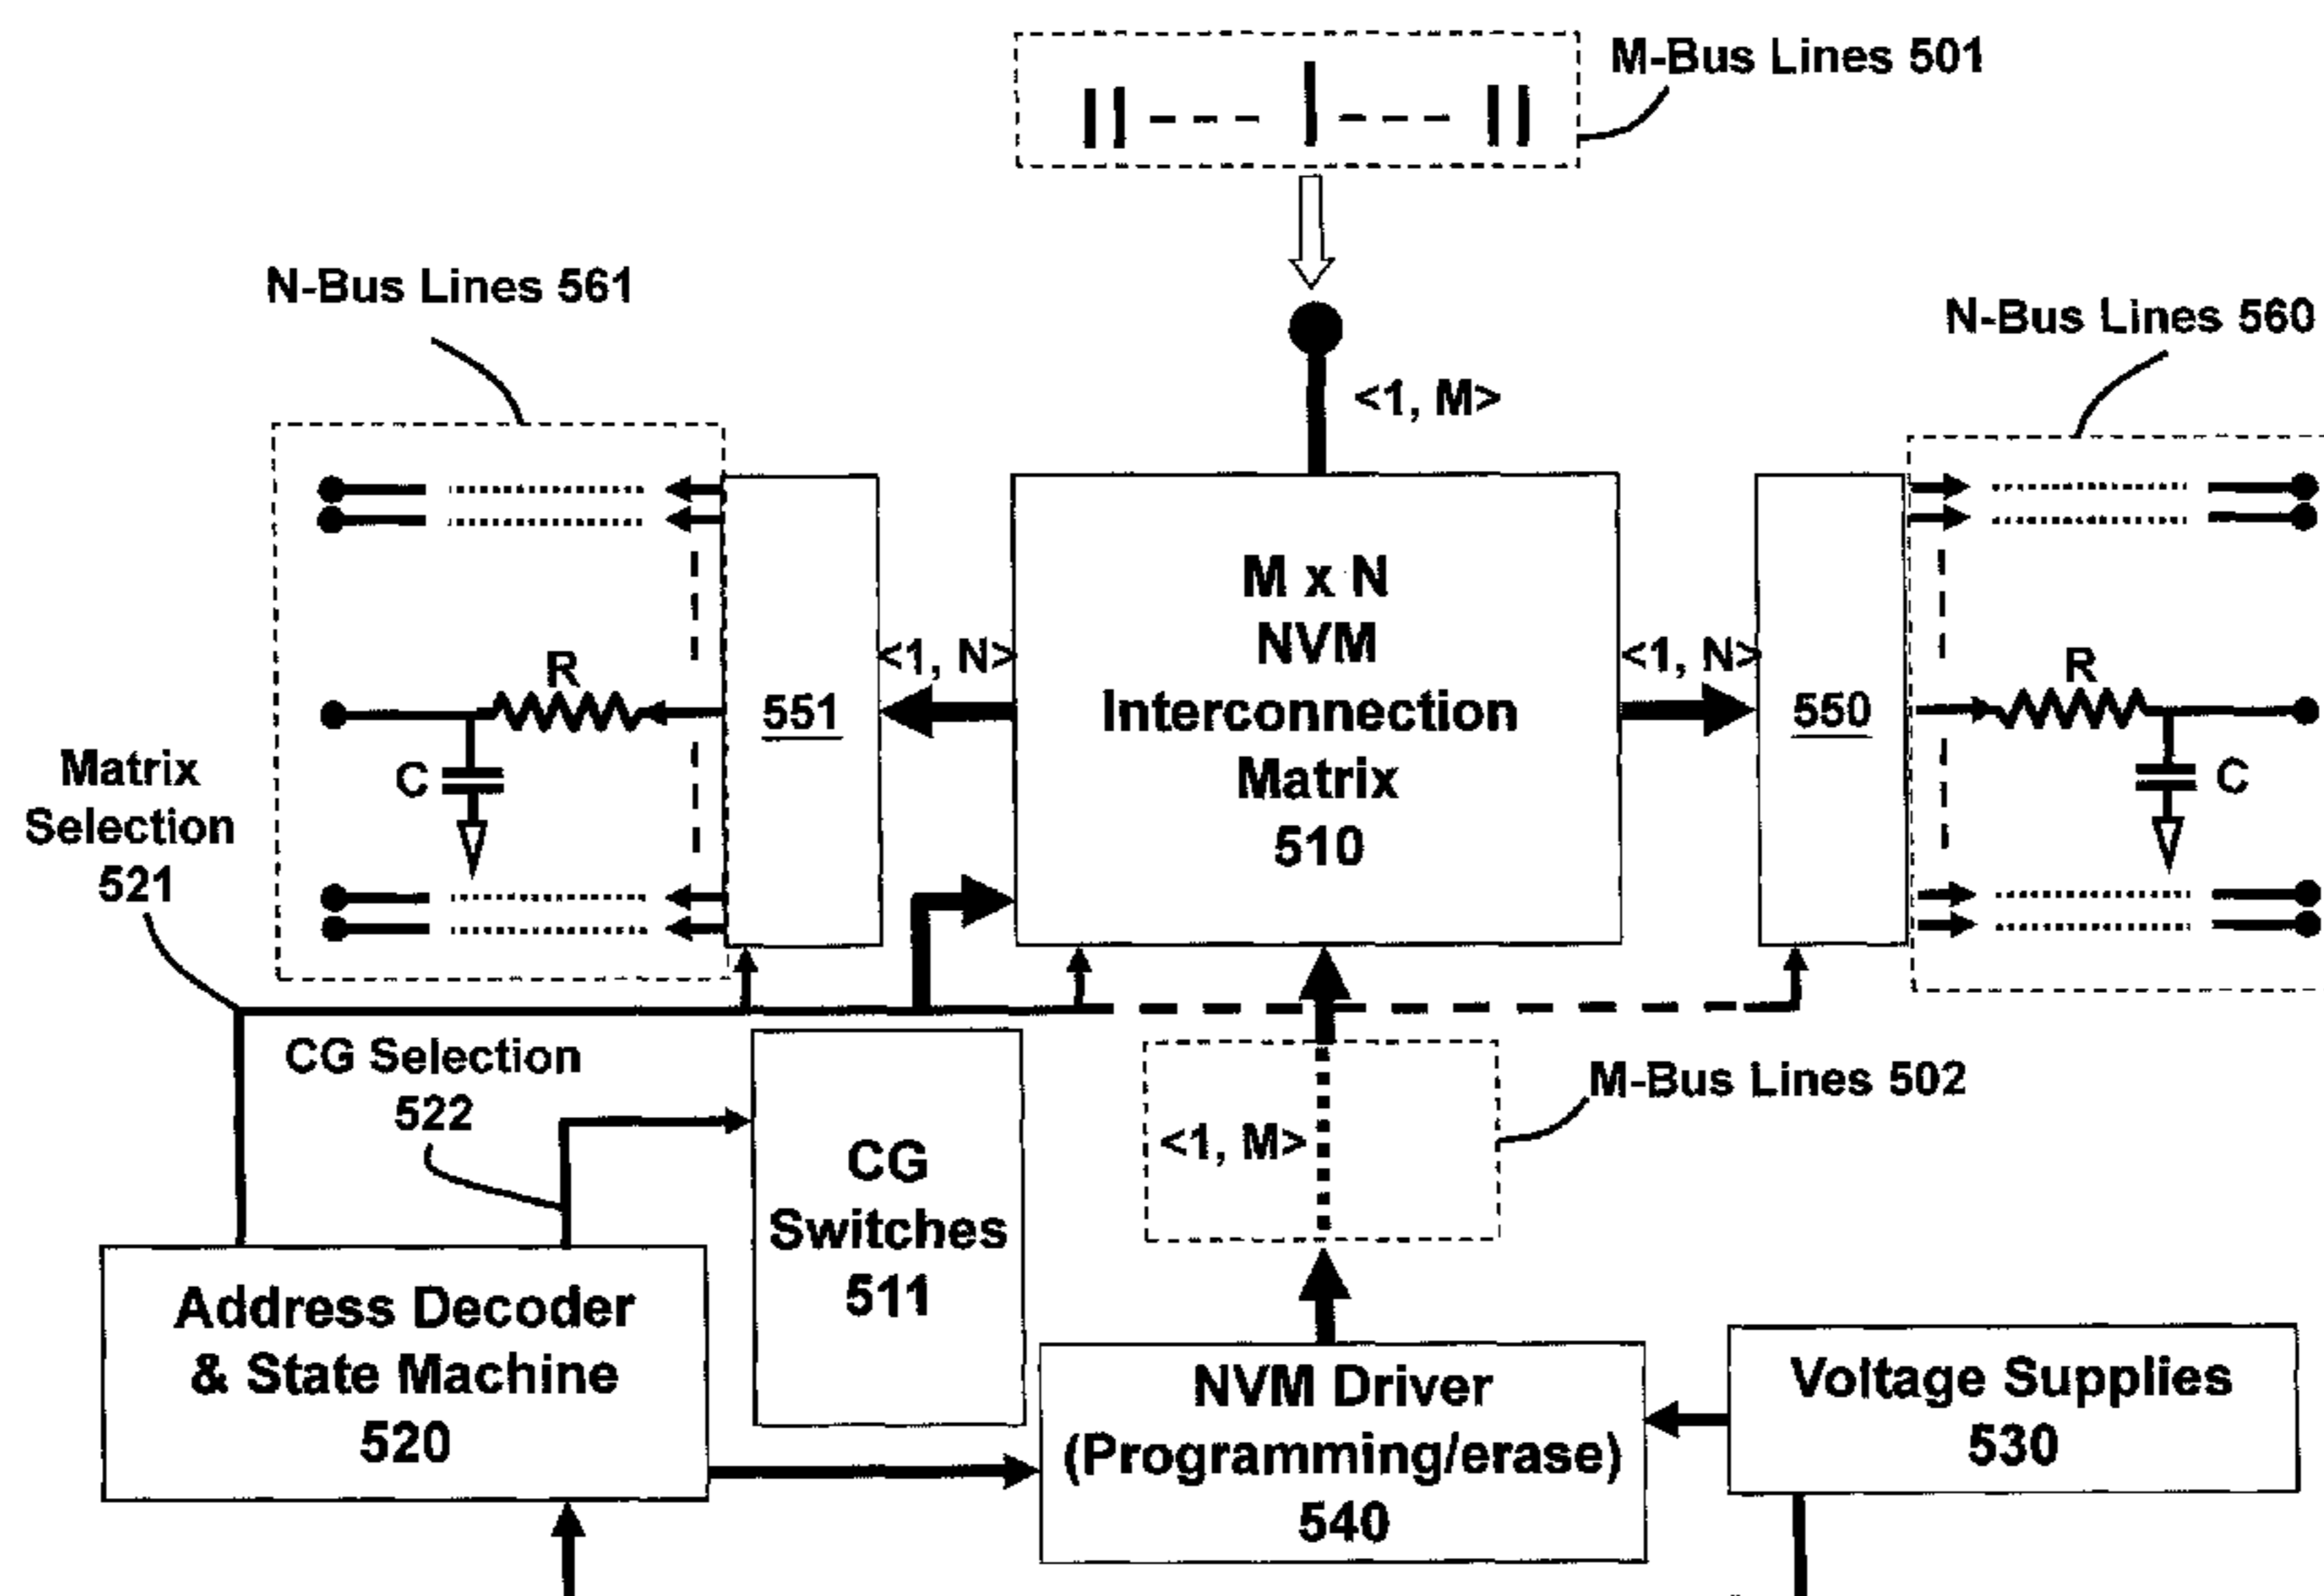 M-Bus Lines 501
N-Bus Lines 561
N-Bus Lines 560
<1, M>
M x N
NVM
Interconnection
Matrix
510
<1, N>
<1, N>
R
R
551
550
C
C
Matrix
Selection
521
CG Selection
522
CG
Switches
511
<1, M>
M-Bus Lines 502
Address Decoder
& State Machine
520
NVM Driver
(Programming/erase)
540
Voltage Supplies
530